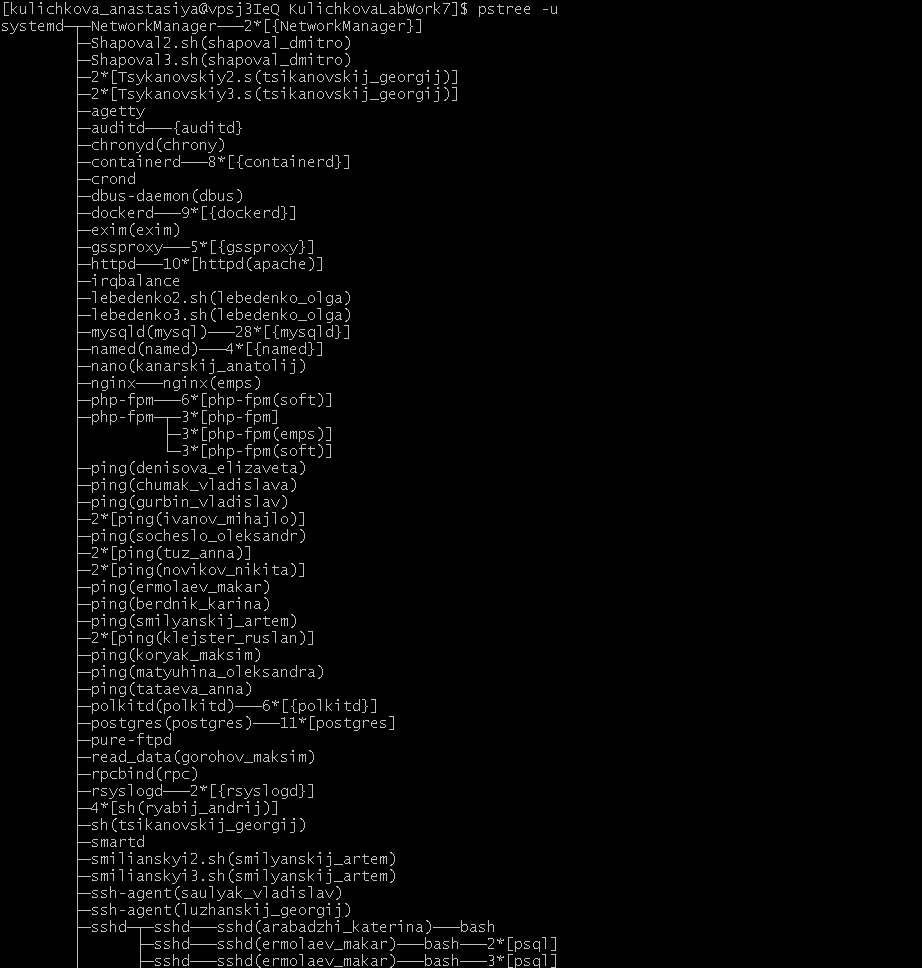 [kulichkova_anastasiya@vpsj3IeQ KulichkovaLabWork7]$ pstree -u
systemd─┬─NetworkManager───2*[{NetworkManager}]
        ├─Shapoval2.sh(shapoval_dmitro)
        ├─Shapoval3.sh(shapoval_dmitro)
        ├─2*[Tsykanovskiy2.s(tsikanovskij_georgij)]
        ├─2*[Tsykanovskiy3.s(tsikanovskij_georgij)]
        ├─agetty
        ├─auditd───{auditd}
        ├─chronyd(chrony)
        ├─containerd───8*[{containerd}]
        ├─crond
        ├─dbus-daemon(dbus)
        ├─dockerd───9*[{dockerd}]
        ├─exim(exim)
        ├─gssproxy───5*[{gssproxy}]
        ├─httpd───10*[httpd(apache)]
        ├─irqbalance
        ├─lebedenko2.sh(lebedenko_olga)
        ├─lebedenko3.sh(lebedenko_olga)
        ├─mysqld(mysql)───28*[{mysqld}]
        ├─named(named)───4*[{named}]
        ├─nano(kanarskij_anatolij)
        ├─nginx───nginx(emps)
        ├─php-fpm───6*[php-fpm(soft)]
        ├─php-fpm─┬─3*[php-fpm]
        │         ├─3*[php-fpm(emps)]
        │         └─3*[php-fpm(soft)]
        ├─ping(denisova_elizaveta)
        ├─ping(chumak_vladislava)
        ├─ping(gurbin_vladislav)
        ├─2*[ping(ivanov_mihajlo)]
        ├─ping(socheslo_oleksandr)
        ├─2*[ping(tuz_anna)]
        ├─2*[ping(novikov_nikita)]
        ├─ping(ermolaev_makar)
        ├─ping(berdnik_karina)
        ├─ping(smilyanskij_artem)
        ├─2*[ping(klejster_ruslan)]
        ├─ping(koryak_maksim)
        ├─ping(matyuhina_oleksandra)
        ├─ping(tataeva_anna)
        ├─polkitd(polkitd)───6*[{polkitd}]
        ├─postgres(postgres)───11*[postgres]
        ├─pure-ftpd
        ├─read_data(gorohov_maksim)
        ├─rpcbind(rpc)
        ├─rsyslogd───2*[{rsyslogd}]
        ├─4*[sh(ryabij_andrij)]
        ├─sh(tsikanovskij_georgij)
        ├─smartd
        ├─smilianskyi2.sh(smilyanskij_artem)
        ├─smilianskyi3.sh(smilyanskij_artem)
        ├─ssh-agent(saulyak_vladislav)
        ├─ssh-agent(luzhanskij_georgij)
        ├─sshd─┬─sshd───sshd(arabadzhi_katerina)───bash
        │      ├─sshd───sshd(ermolaev_makar)───bash───2*[psql]
        │      ├─sshd───sshd(ermolaev_makar)───bash───3*[psql]